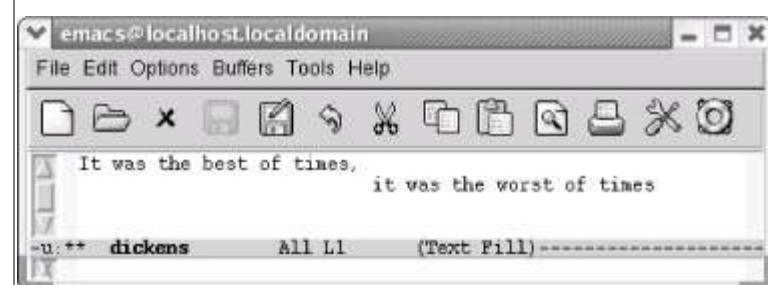 emacs@localhost.localdomain
File Edit Options Buffers Tools Help
It was the best of times,
it was the worst of times
-u:** dickens All L1 (Text Fill)--------------------